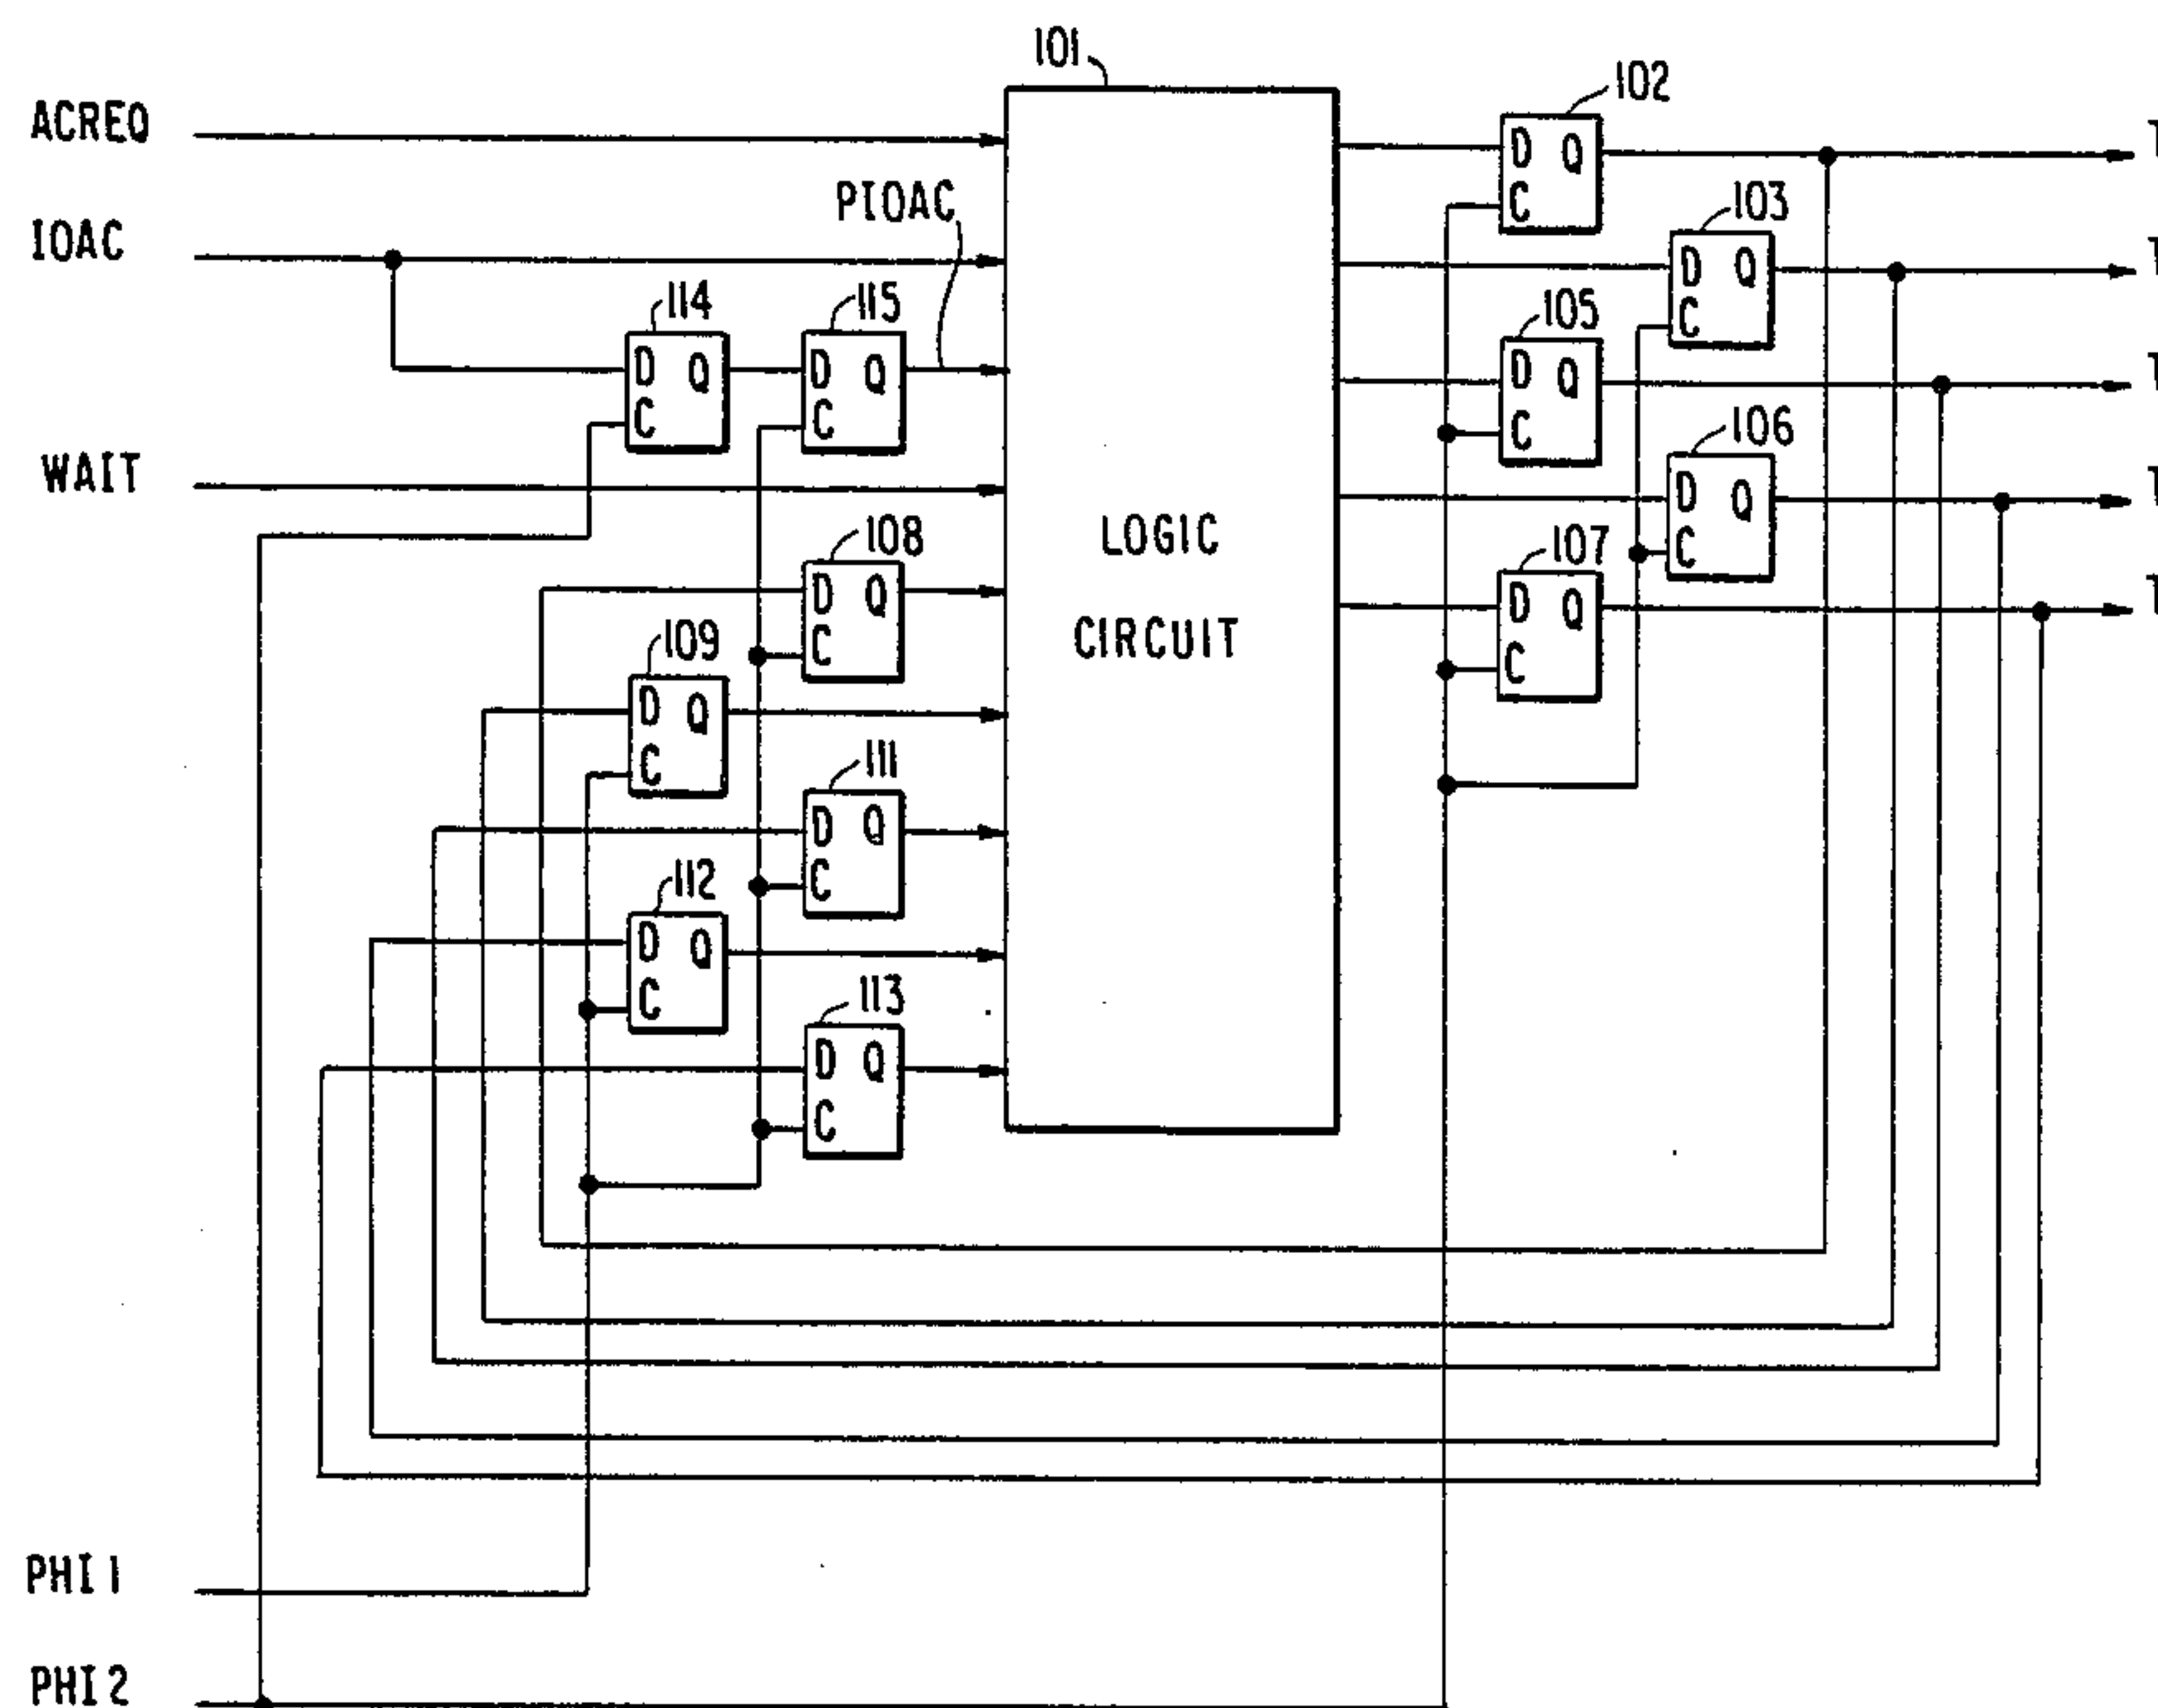 101
102
ACREQ
PIOAC
103
IOAC
114
115
D Q
C
D Q
C
D Q
C
D Q
C
105
D Q
C
106
WAIT
108
LOGIC
CIRCUIT
107
D Q
C
D Q
C
D Q
C
109
D Q
C
111
D Q
C
112
D Q
C
113
D Q
C
PHI 1
PHI 2